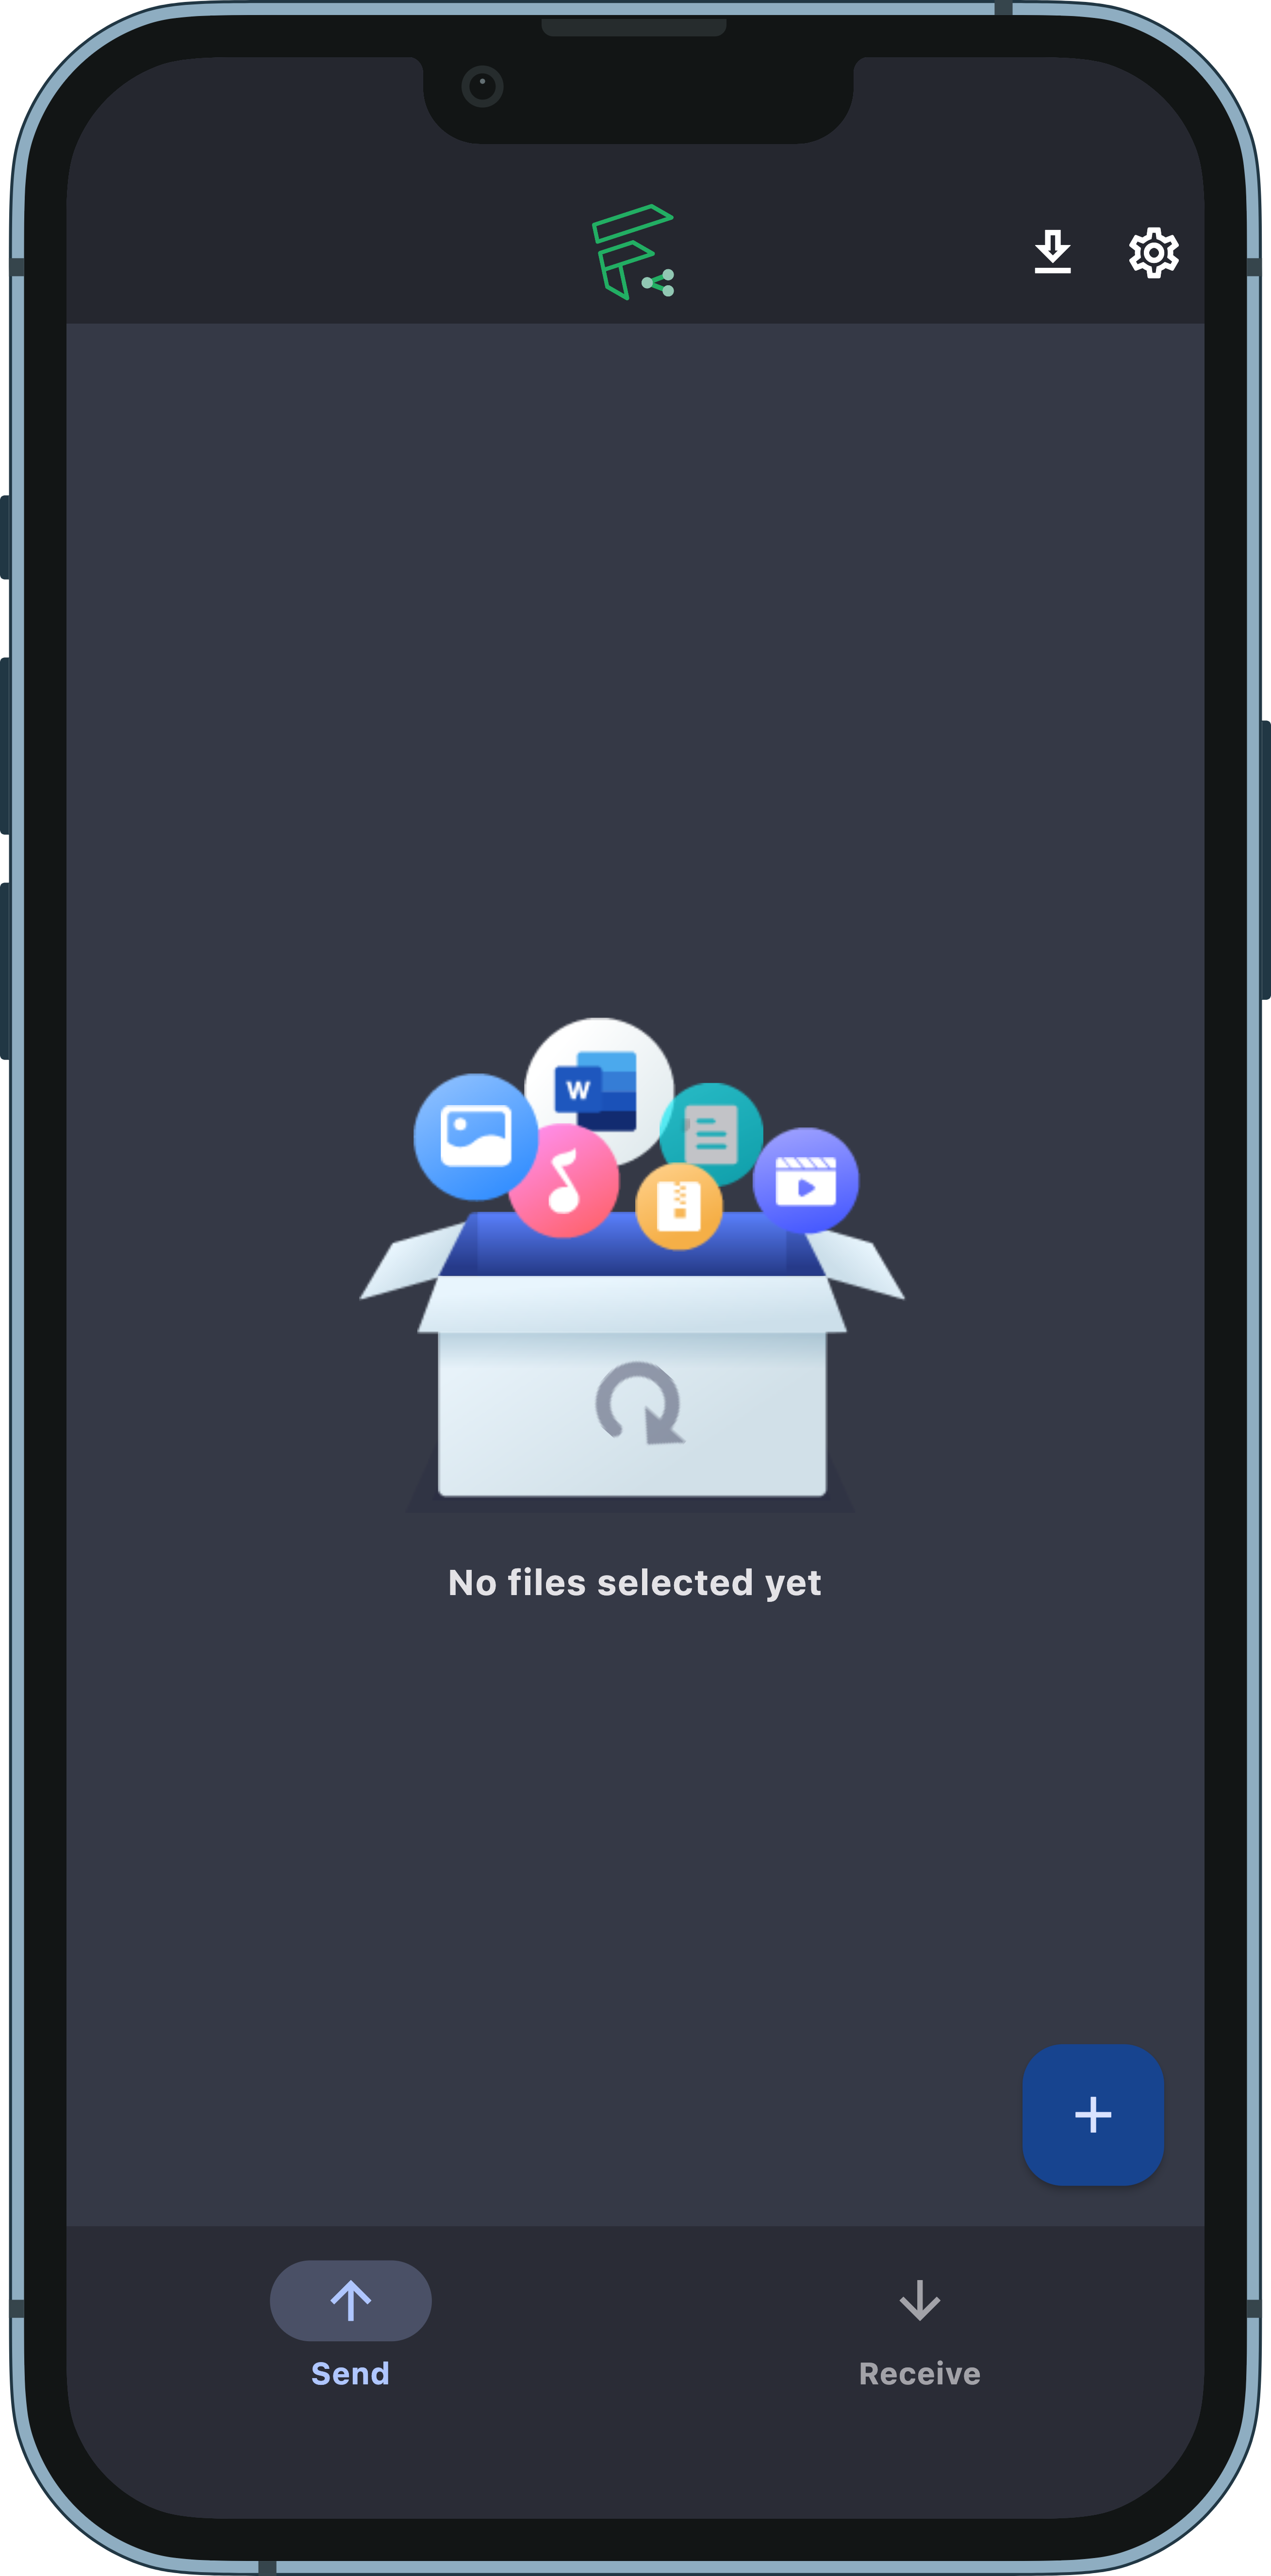 W
No files selected yet
Send
Receive